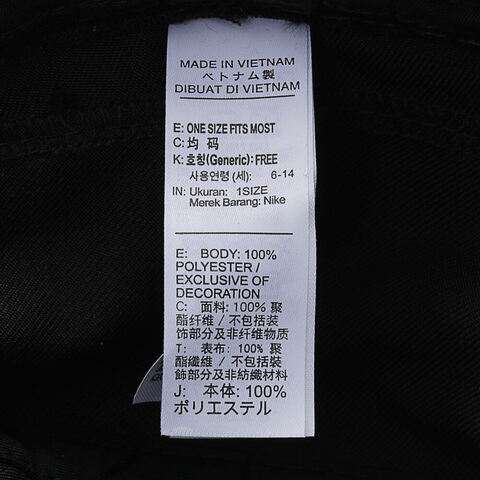 MADE IN VIETNAM
ベトナム製
DIBUAT DI VIETNAM
E: ONE SIZE FITS MOST
C: 均 码
K: 호칭(Generic): FREE
사용연령 (세): 6-14
IN: Ukuran: 1SIZE
Merek Barang: Nike
E: BODY: 100%
POLYESTER /
EXCLUSIVE OF
DECORATION
C: 面料: 100% 聚
酯纤维 / 不包括装
饰部分及非纤维物质
T: 表布: 100% 聚
酯纖維 / 不包括裝
飾部分及非紡織材料
J: 本体: 100%
ポリエステル